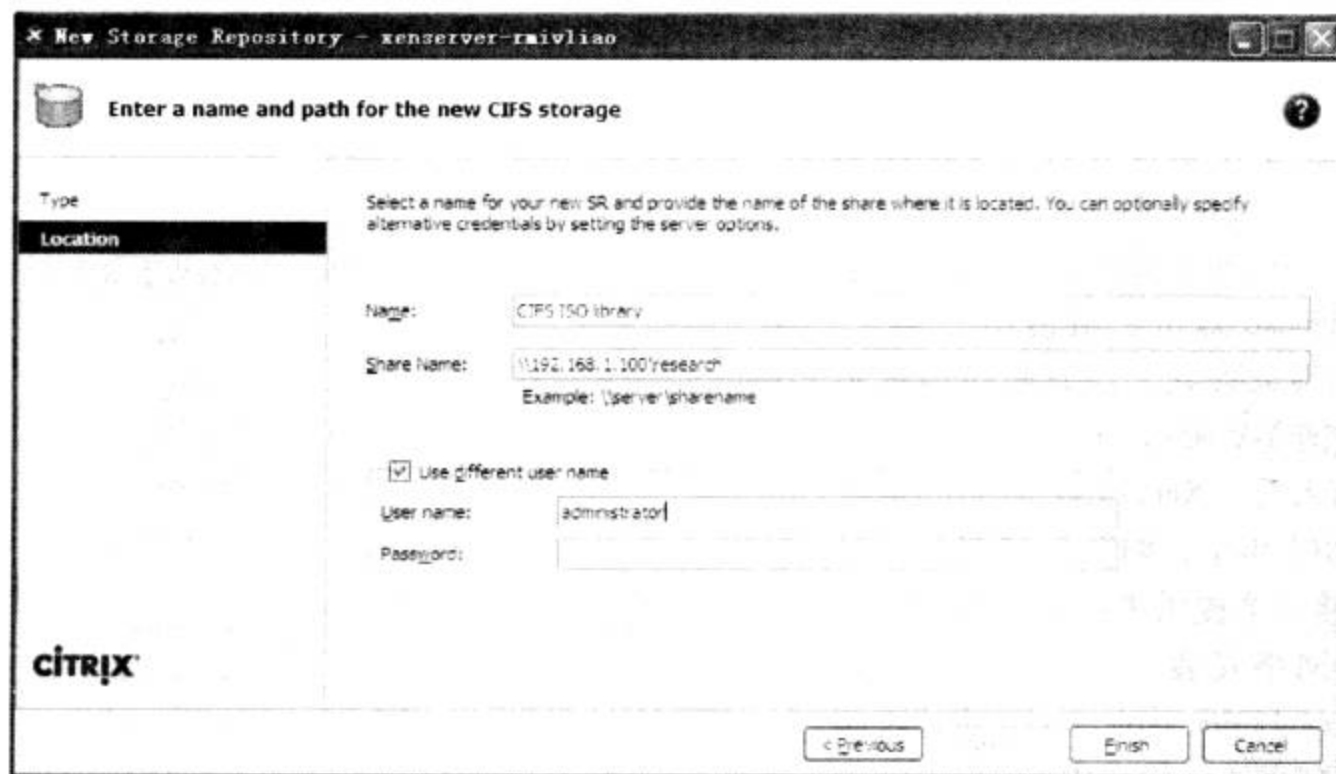 New Storage Repository - xenserver-rmivliao
Enter a name and path for the new CIFS storage
?
Type
Location
Select a name for your new SR and provide the name of the share where it is located. You can optionally specify
alternative credentials by setting the server options.
Name: CIFS ISO library
Share Name: \\192.168.1.100\research
Example: \\server\sharename
Use different user name
User name: administrator
Password:
CITRIX
< Previous Finish Cancel